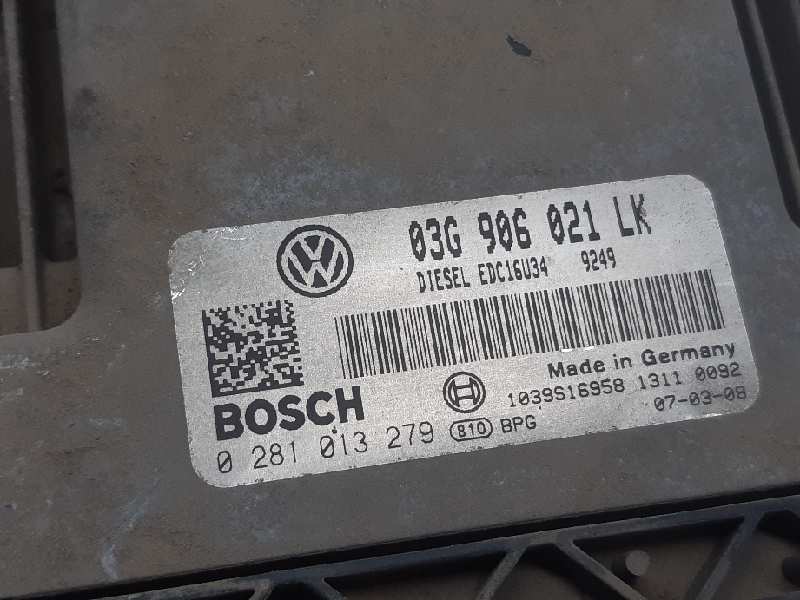 03G 906 021 LK
DIESEL EDC16U34 9249
Made in Germany
BOSCH
1039S16958 1311 0092
0 281 013 279 810 BPG
07-03-08